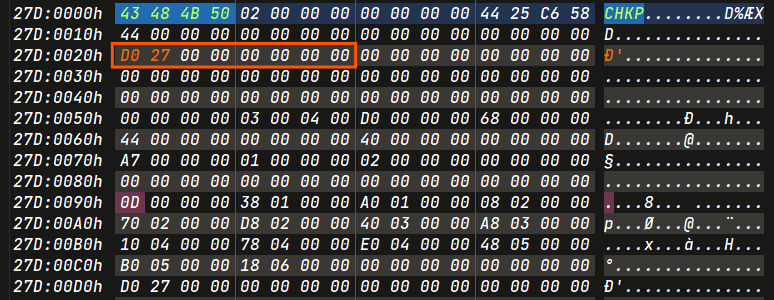 27D:0000h 43 48 4B 50 02 00 00 00 00 00 00 00 44 25 C6 58 CHKP........D%ÆX
27D:0010h 44 00 00 00 00 00 00 00 00 00 00 00 00 00 00 00 D...............
27D:0020h D0 27 00 00 00 00 00 00 00 00 00 00 00 00 00 00 Ð'..............
27D:0030h 00 00 00 00 00 00 00 00 00 00 00 00 00 00 00 00 ................
27D:0040h 00 00 00 00 00 00 00 00 00 00 00 00 00 00 00 00 ................
27D:0050h 00 00 00 00 03 00 04 00 D0 00 00 00 68 00 00 00 ........Ð...h...
27D:0060h 44 00 00 00 00 00 00 00 40 00 00 00 00 00 00 00 D.......@.......
27D:0070h A7 00 00 00 01 00 00 00 02 00 00 00 00 00 00 00 §...............
27D:0080h 00 00 00 00 00 00 00 00 00 00 00 00 00 00 00 00 ................
27D:0090h 0D 00 00 00 38 01 00 00 A0 01 00 00 08 02 00 00 ....8... .......
27D:00A0h 70 02 00 00 D8 02 00 00 40 03 00 00 A8 03 00 00 p...Ø...@...¨...
27D:00B0h 10 04 00 00 78 04 00 00 E0 04 00 00 48 05 00 00 ....x...à...H...
27D:00C0h B0 05 00 00 18 06 00 00 00 00 00 00 00 00 00 00 °...............
27D:00D0h D0 27 00 00 00 00 00 00 00 00 00 00 00 00 00 00 Ð'..............